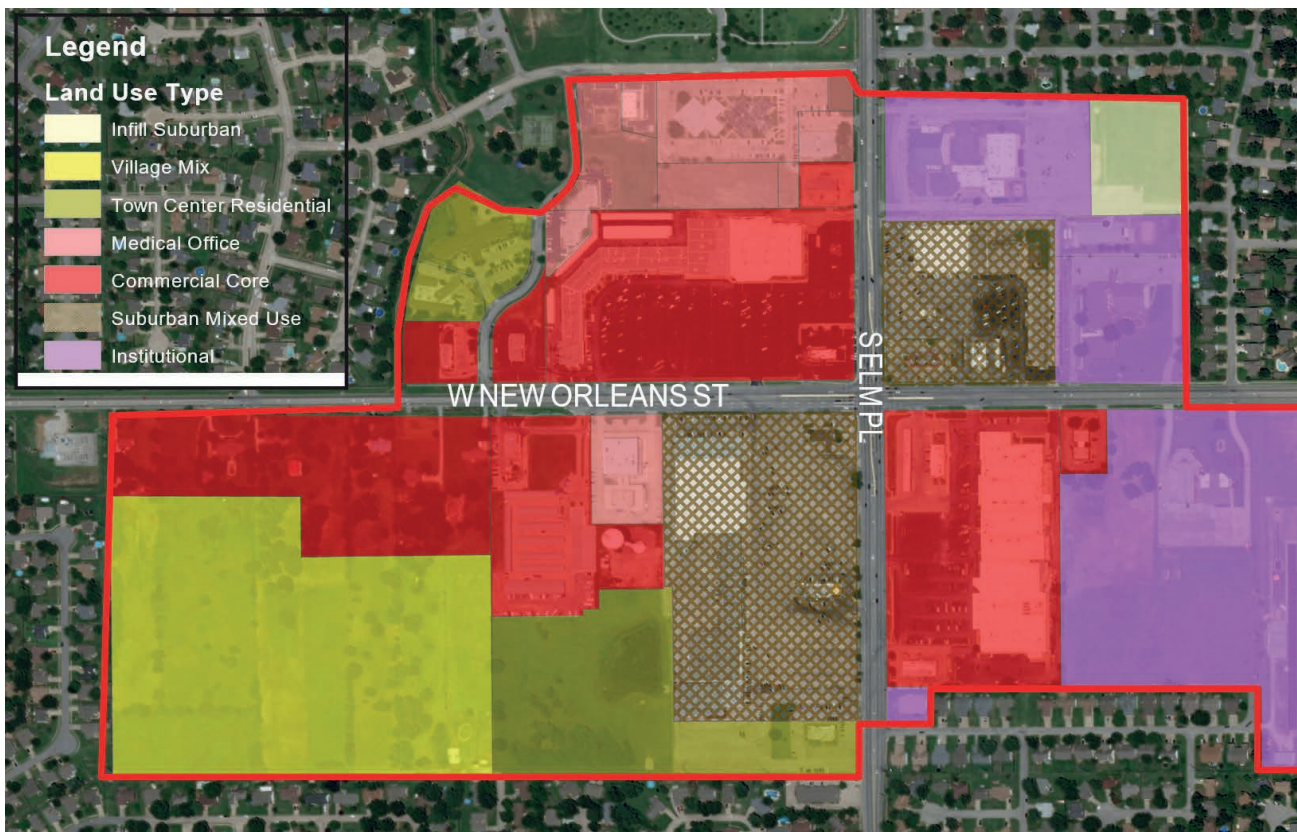 Legend
Land Use Type
Infill Suburban
Village Mix
Town Center Residential
Medical Office
Commercial Core
Suburban Mixed Use
Institutional
W NEW ORLEANS ST
S ELM PL